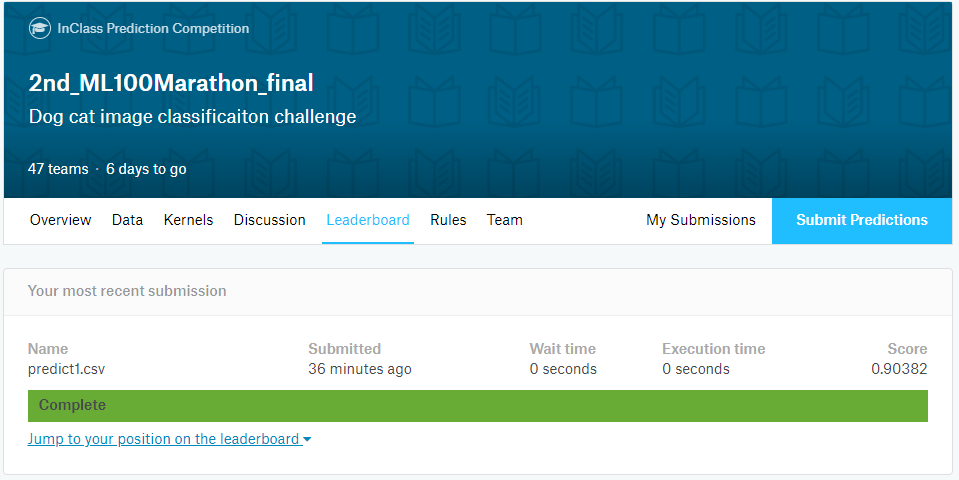 InClass Prediction Competition
2nd_ML100Marathon_final
Dog cat image classificaiton challenge
47 teams · 6 days to go
Overview Data Kernels Discussion Leaderboard Rules Team My Submissions Submit Predictions
Your most recent submission
Name Submitted Wait time Execution time Score
predict1.csv 36 minutes ago 0 seconds 0 seconds 0.90382
Complete
Jump to your position on the leaderboard